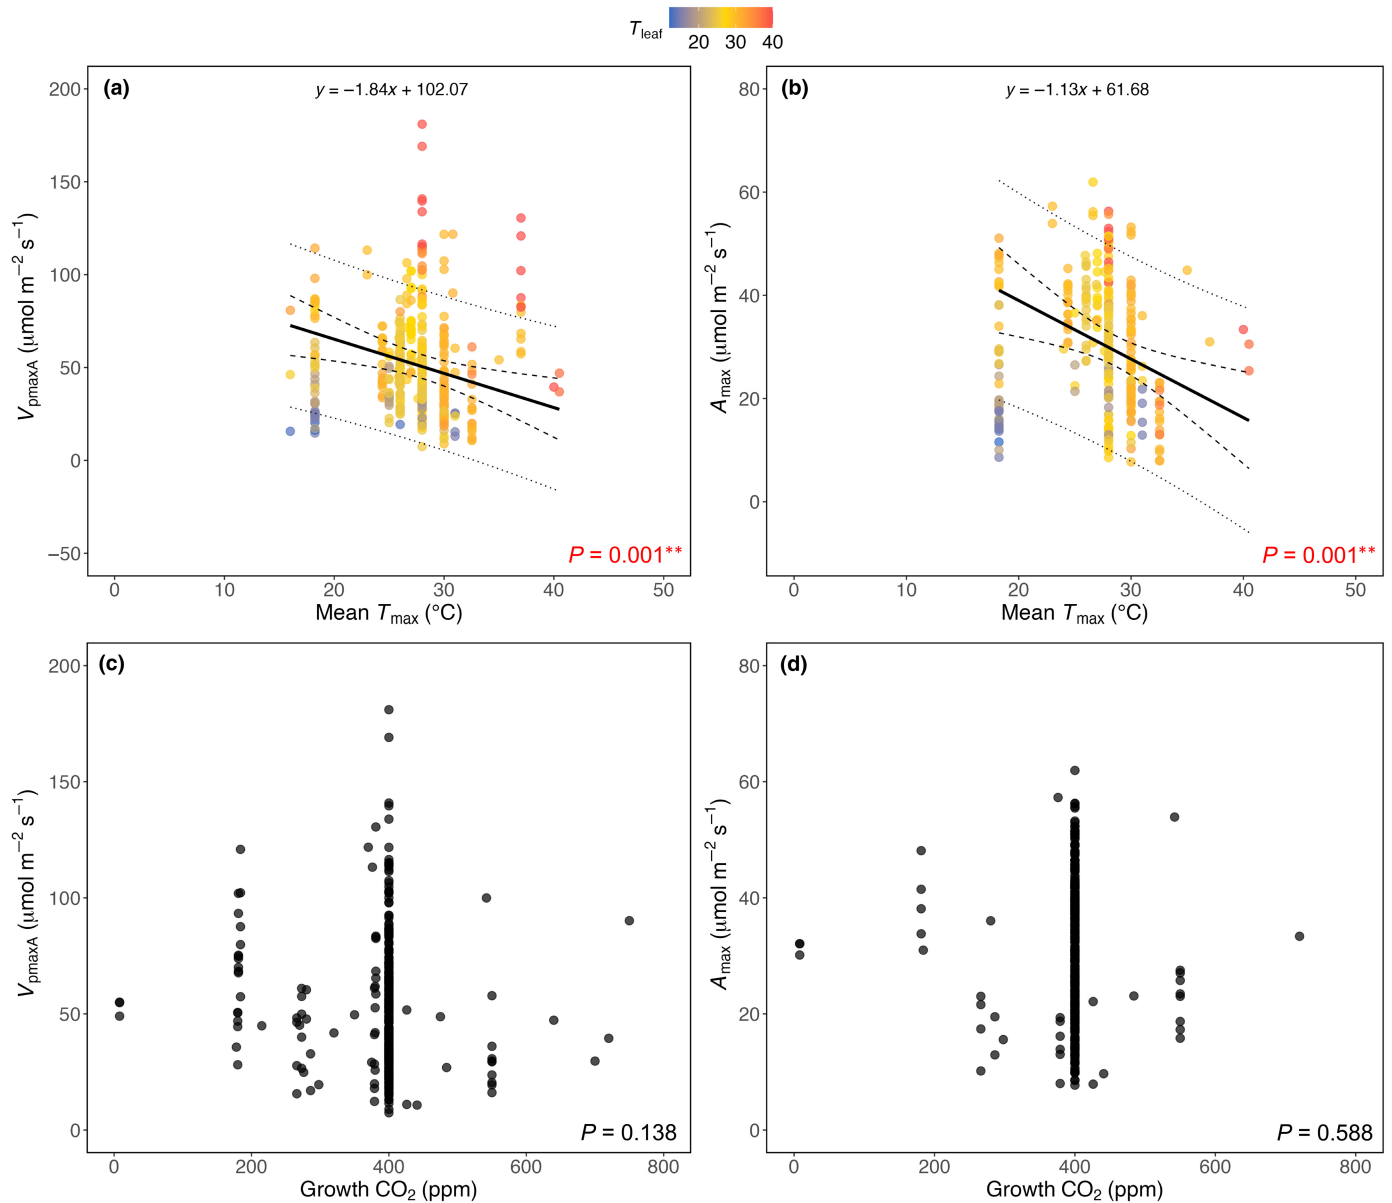 T_leaf 20 30 40
(a) y = −1.84x + 102.07
200
150
100
50
0
−50
V_pmaxA (μmol m⁻² s⁻¹)
P = 0.001**
0 10 20 30 40 50
Mean T_max (°C)
(b) y = −1.13x + 61.68
80
60
40
20
0
A_max (μmol m⁻² s⁻¹)
P = 0.001**
0 10 20 30 40 50
Mean T_max (°C)
(c)
200
150
100
50
0
V_pmaxA (μmol m⁻² s⁻¹)
P = 0.138
0 200 400 600 800
Growth CO₂ (ppm)
(d)
80
60
40
20
0
A_max (μmol m⁻² s⁻¹)
P = 0.588
0 200 400 600 800
Growth CO₂ (ppm)